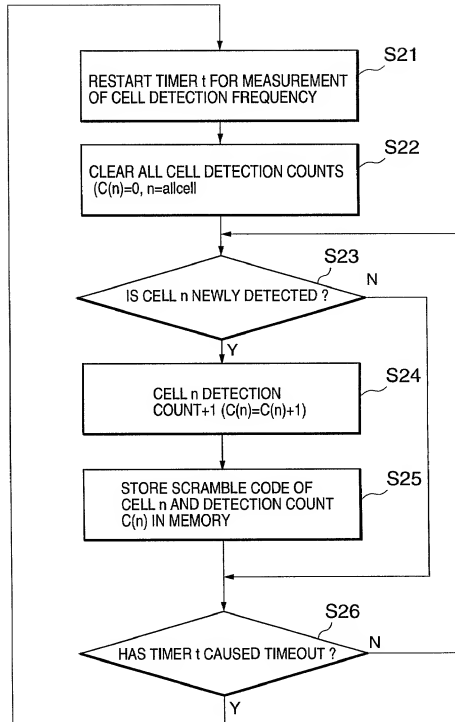 S21
RESTART TIMER t FOR MEASUREMENT
OF CELL DETECTION FREQUENCY
S22
CLEAR ALL CELL DETECTION COUNTS
(C(n)=0, n=allcell
S23
IS CELL n NEWLY DETECTED ?
N
Y
S24
CELL n DETECTION
COUNT+1 (C(n)=C(n)+1)
S25
STORE SCRAMBLE CODE OF
CELL n AND DETECTION COUNT
C(n) IN MEMORY
S26
HAS TIMER t CAUSED TIMEOUT ?
N
Y